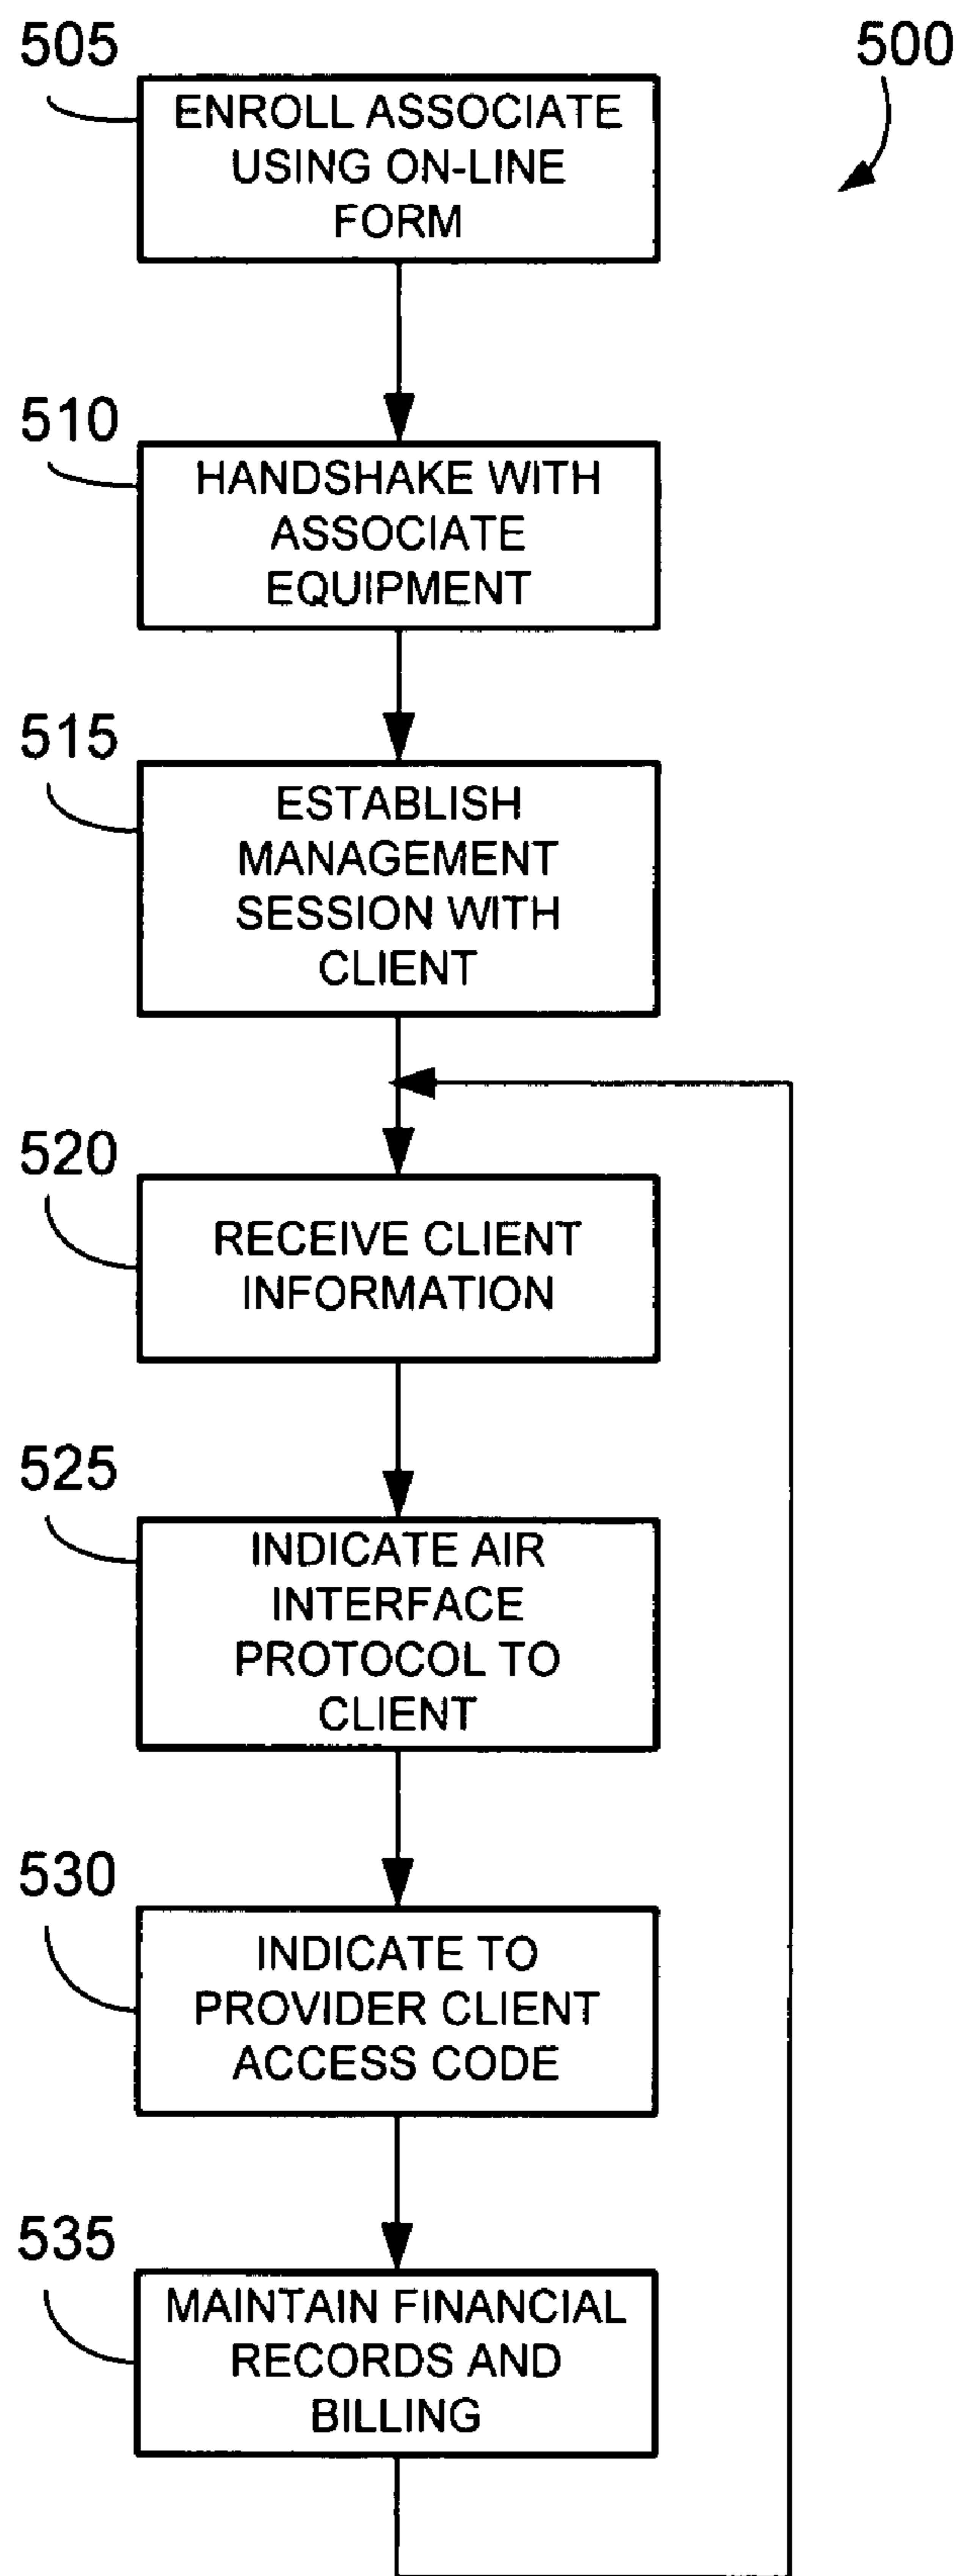 505
500
ENROLL ASSOCIATE
USING ON-LINE
FORM
510
HANDSHAKE WITH
ASSOCIATE
EQUIPMENT
515
ESTABLISH
MANAGEMENT
SESSION WITH
CLIENT
520
RECEIVE CLIENT
INFORMATION
525
INDICATE AIR
INTERFACE
PROTOCOL TO
CLIENT
530
INDICATE TO
PROVIDER CLIENT
ACCESS CODE
535
MAINTAIN FINANCIAL
RECORDS AND
BILLING